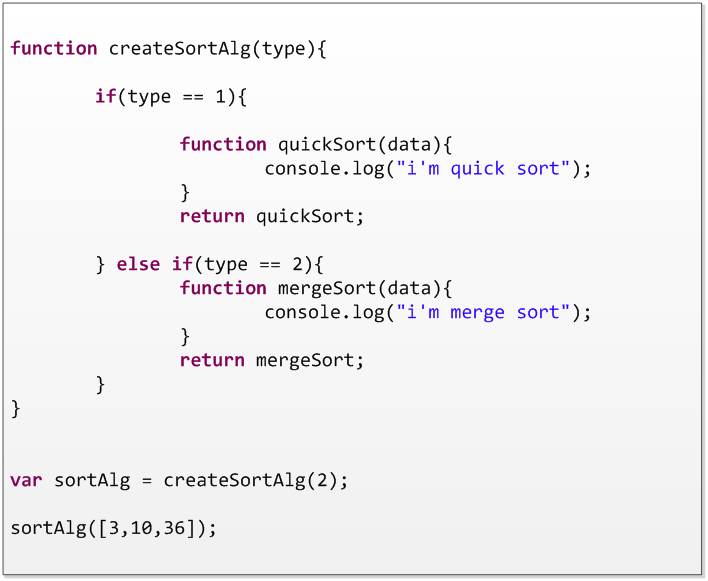 function createSortAlg(type){
if(type == 1){
function quickSort(data){
console.log("i'm quick sort");
}
return quickSort;
} else if(type == 2){
function mergeSort(data){
console.log("i'm merge sort");
}
return mergeSort;
}
}
var sortAlg = createSortAlg(2);
sortAlg([3,10,36]);